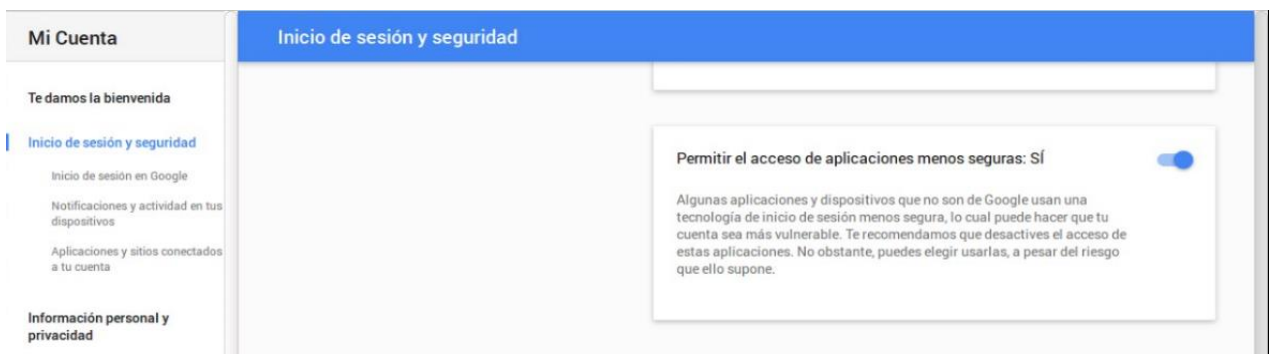 Mi Cuenta
Inicio de sesión y seguridad
Te damos la bienvenida
Inicio de sesión y seguridad
Inicio de sesión en Google
Notificaciones y actividad en tus
dispositivos
Aplicaciones y sitios conectados
a tu cuenta
Información personal y
privacidad
Permitir el acceso de aplicaciones menos seguras: SÍ
Algunas aplicaciones y dispositivos que no son de Google usan una
tecnología de inicio de sesión menos segura, lo cual puede hacer que tu
cuenta sea más vulnerable. Te recomendamos que desactives el acceso de
estas aplicaciones. No obstante, puedes elegir usarlas, a pesar del riesgo
que ello supone.